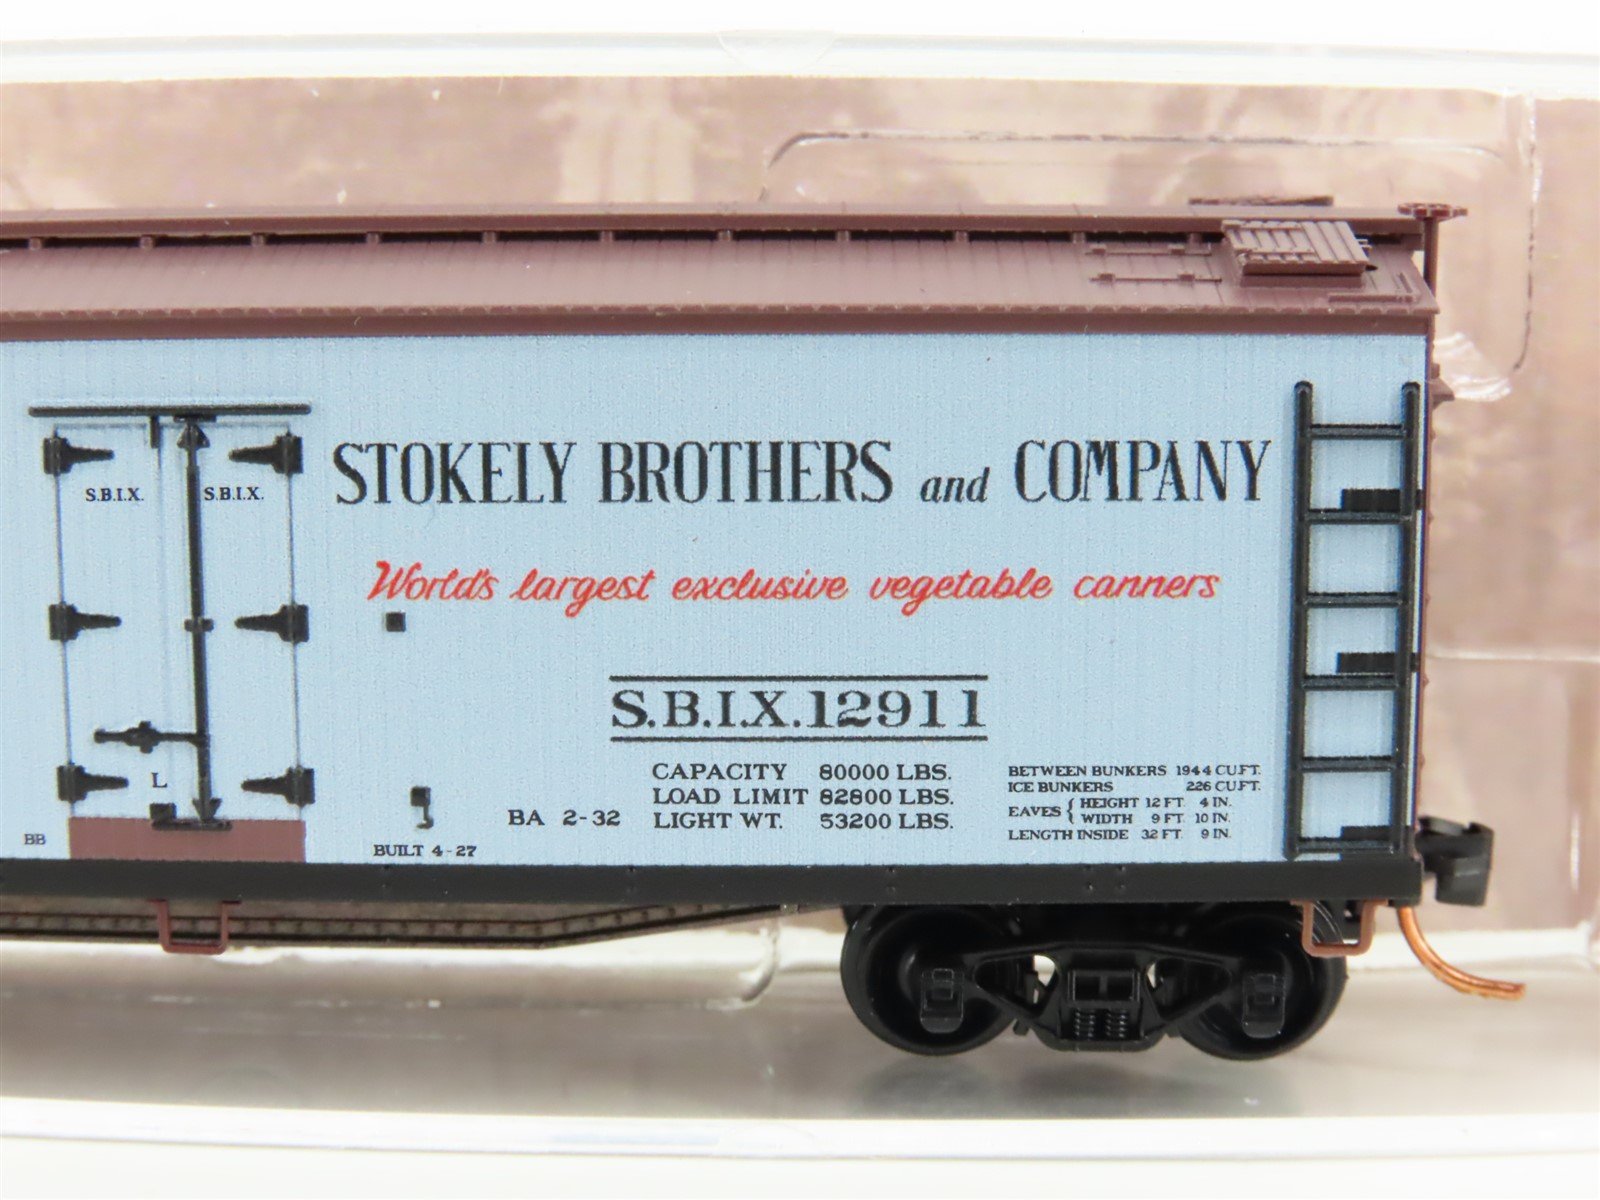 STOKELY BROTHERS and COMPANY
S.B.I.X. S.B.I.X.
World's largest exclusive vegetable canners
S.B.I.X.12911
L
CAPACITY 80000 LBS.
LOAD LIMIT 82800 LBS.
LIGHT WT. 53200 LBS.
BA 2-32
BETWEEN BUNKERS 1944 CU.FT.
ICE BUNKERS 226 CU.FT.
EAVES { HEIGHT 12 FT. 4 IN.
WIDTH 9 FT. 10 IN.
LENGTH INSIDE 32 FT. 9 IN.
BB
BUILT 4-27